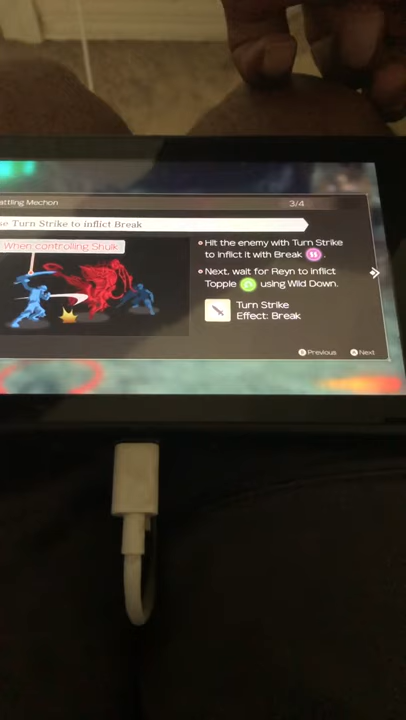 attling Mechon
3/4
se Turn Strike to inflict Break
When controlling Shulk
Hit the enemy with Turn Strike
to inflict it with Break.
Next, wait for Reyn to inflict
Topple using Wild Down.
Turn Strike
Effect: Break
X Previous A Next